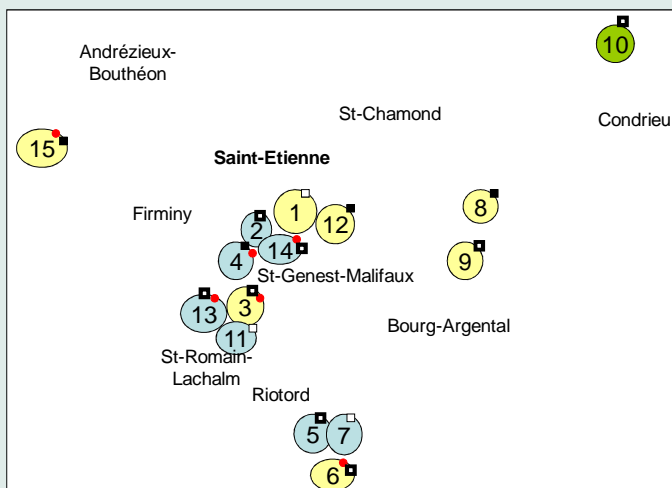 10
Andrézieux-
Bouthéon
St-Chamond
Condrieu
15
Saint-Etienne
Firminy
1
12
8
2
14
4
9
St-Genest-Malifaux
13
3
11
Bourg-Argental
St-Romain-
Lachalm
Riotord
5
7
6